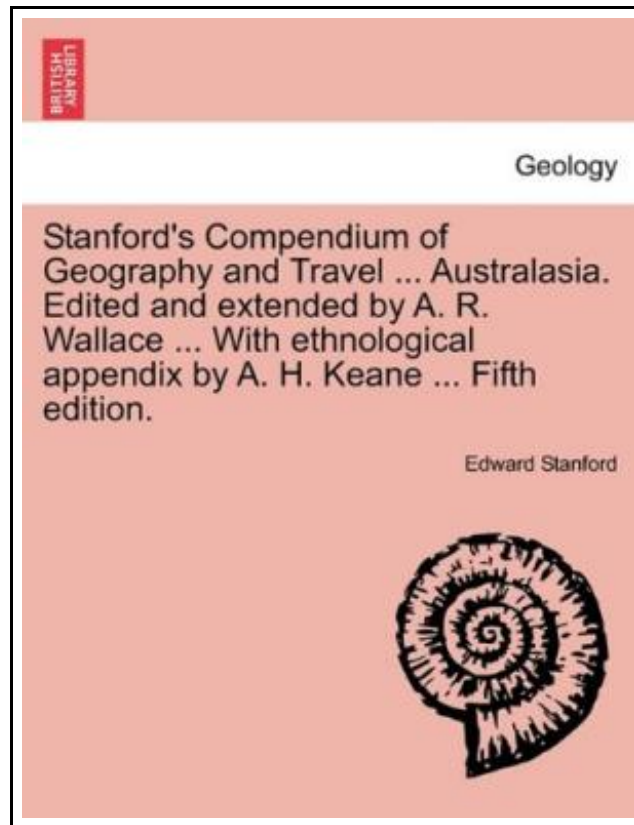 BRITISH
LIBRARY
Geology
Stanford's Compendium of
Geography and Travel ... Australasia.
Edited and extended by A. R.
Wallace ... With ethnological
appendix by A. H. Keane ... Fifth
edition.
Edward Stanford